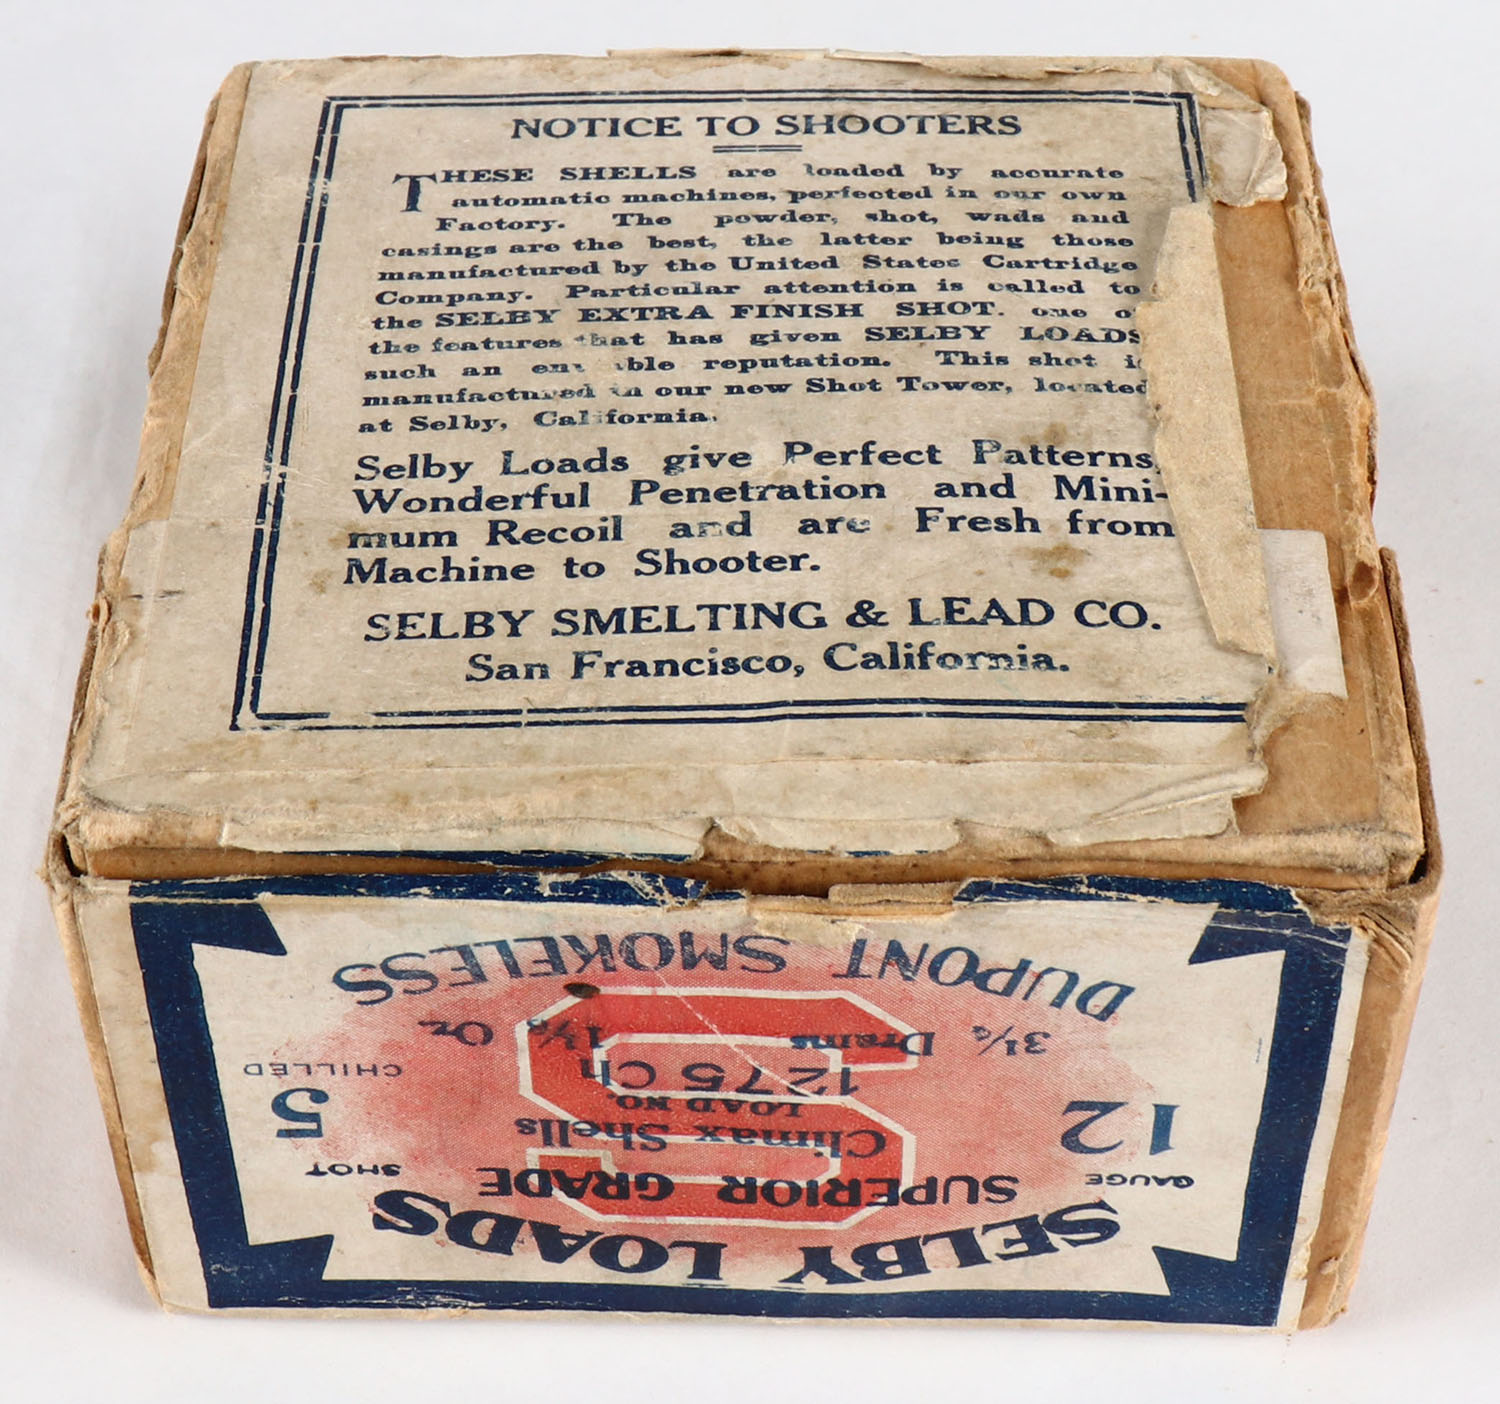 NOTICE TO SHOOTERS
THESE SHELLS are loaded by accurate
automatic machines, perfected in our own
Factory. The powder, shot, wads and
casings are the best, the latter being those
manufactured by the United States Cartridge
Company. Particular attention is called to
the SELBY EXTRA FINISH SHOT. one
the features that has given SELBY LOADS
such an reputation. This shot
manufactured in our new Shot Tower, located
at Selby, California.
Selby Loads give Perfect Patterns,
Wonderful Penetration and Mini-
mum Recoil and are Fresh from
Machine to Shooter.
SELBY SMELTING & LEAD CO.
San Francisco, California.
SELBY LOADS
SUPERIOR GRADE
GAUGE
12
SHOT
5
CHILLED
Climax Shells
LOAD NO.
1275 Ch
3¼ Drams 1⅛ Oz.
DUPONT SMOKELESS